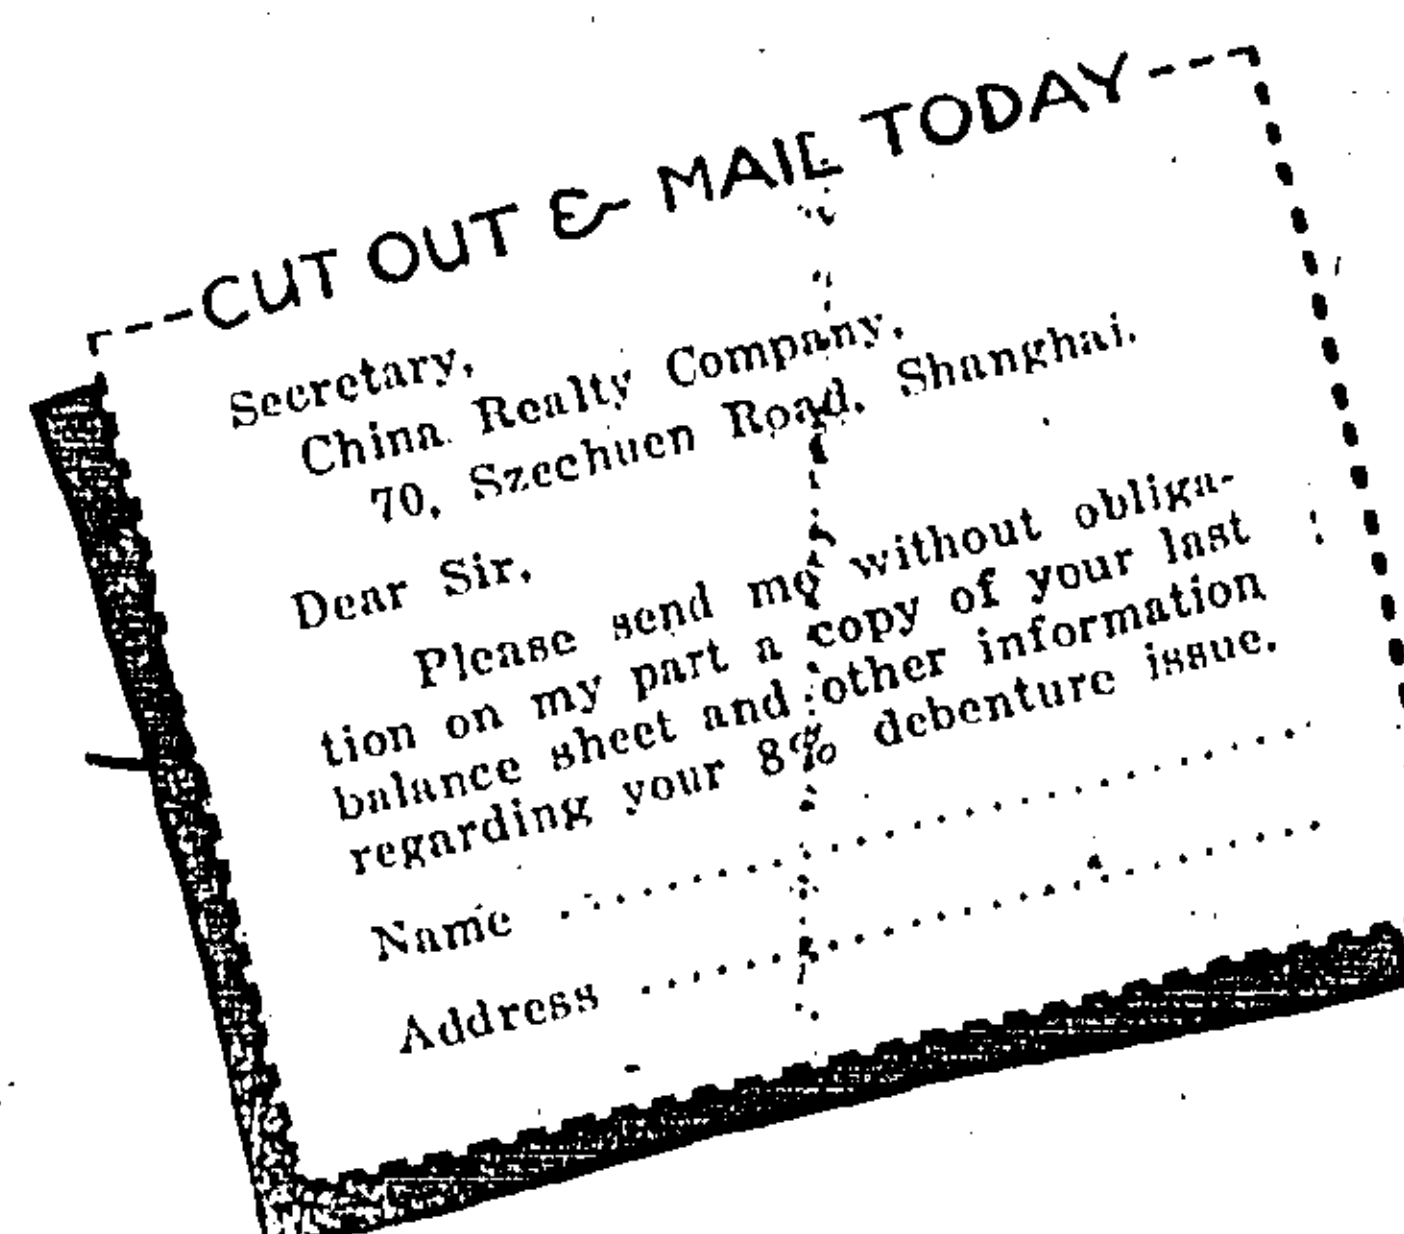 CUT OUT & MAIL TODAY
Secretary,
China Realty Company,
70, Szechuen Road, Shanghai.
Dear Sir,
Please send me without obliga-
tion on my part a copy of your last
balance sheet and other information
regarding your 8% debenture issue.
Name
Address